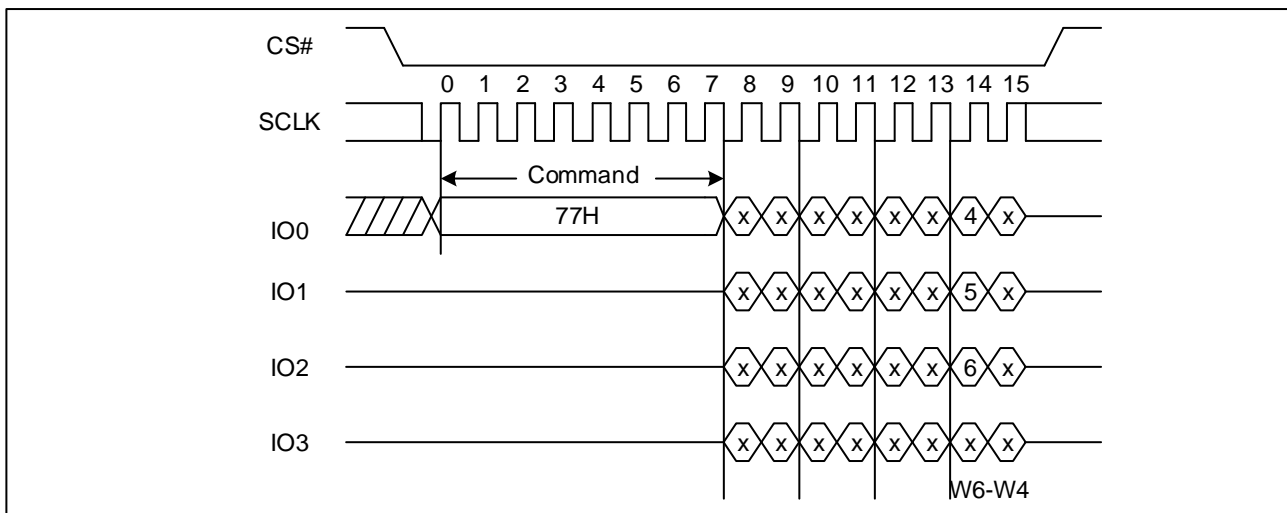 CS#
0 1 2 3 4 5 6 7 8 9 10 11 12 13 14 15
SCLK
Command
77H
IO0 x x x x x x 4 x
IO1 x x x x x x 5 x
IO2 x x x x x x 6 x
IO3 x x x x x x x x
W6-W4